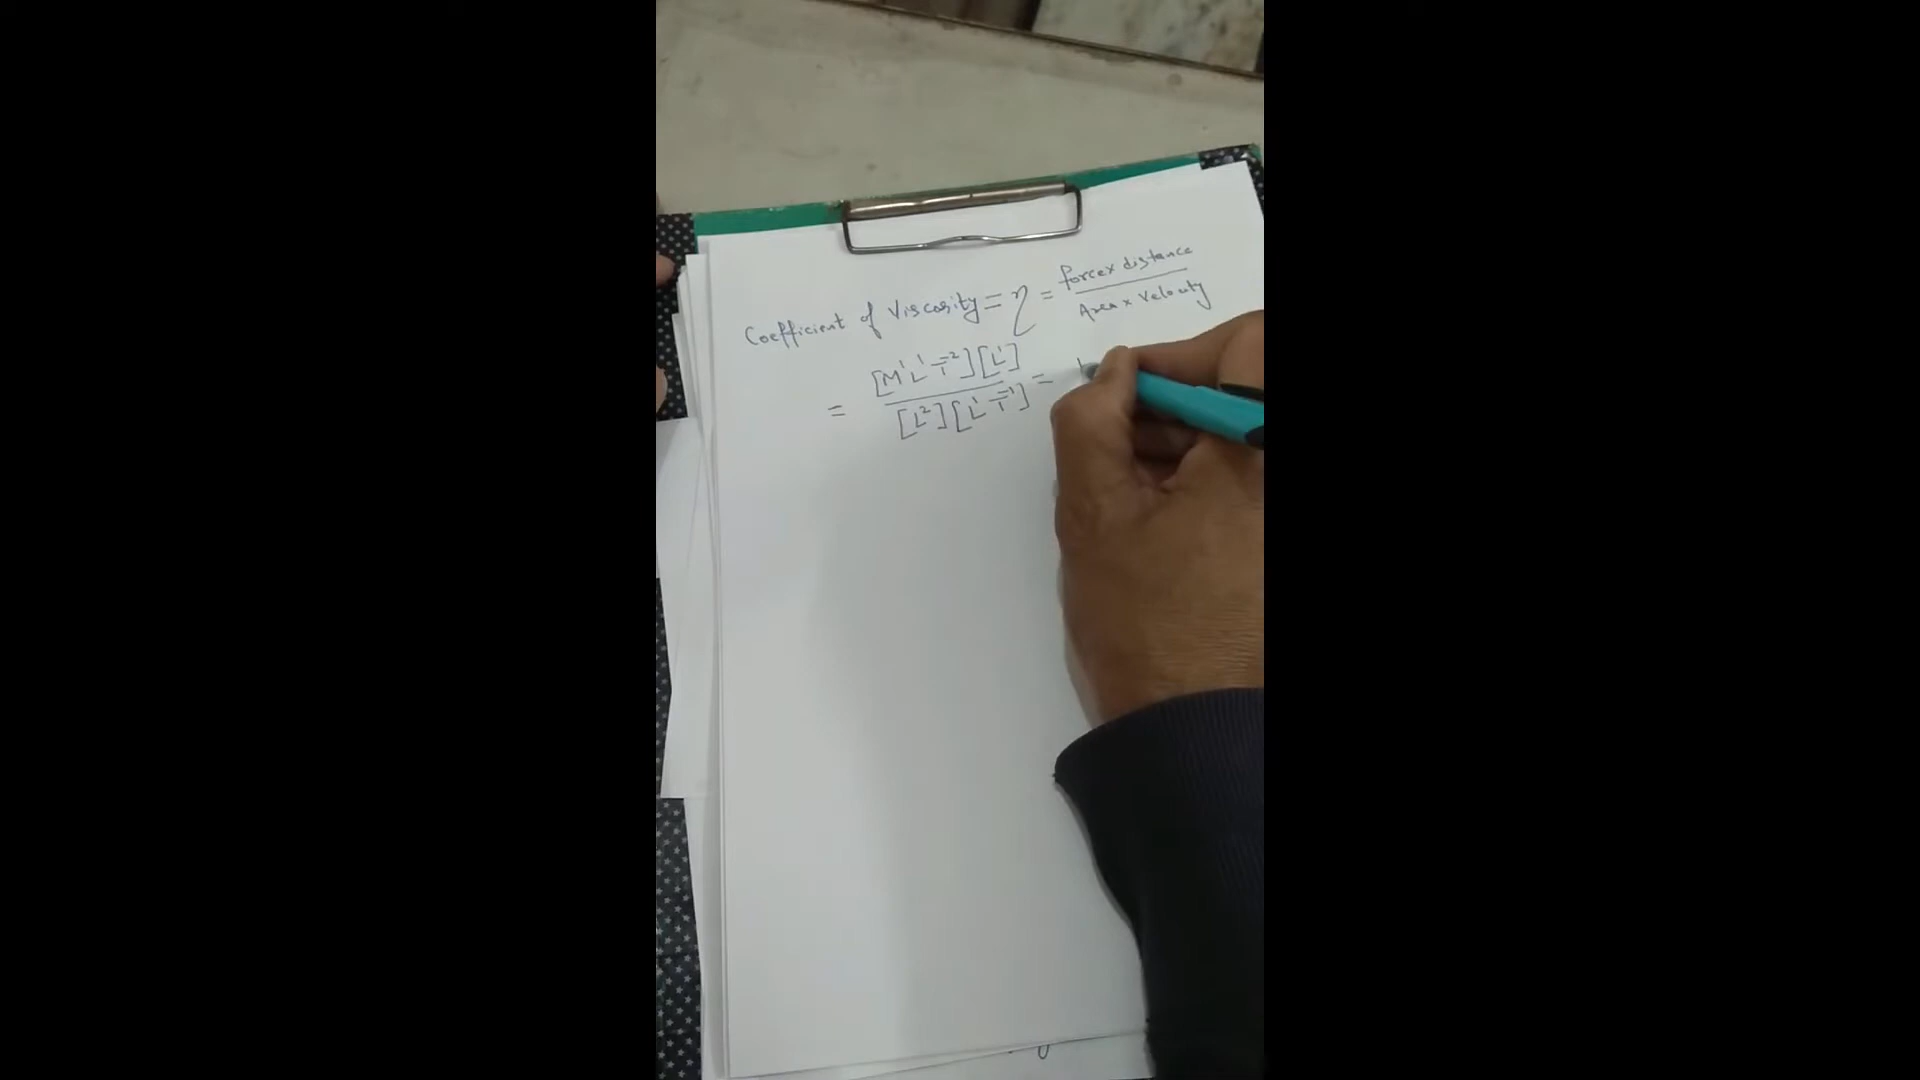 Coefficient of Viscosity = η = Force x distance / Area x Velocity
= [M¹L¹T⁻²][L¹] / [L²][L¹T⁻¹] =